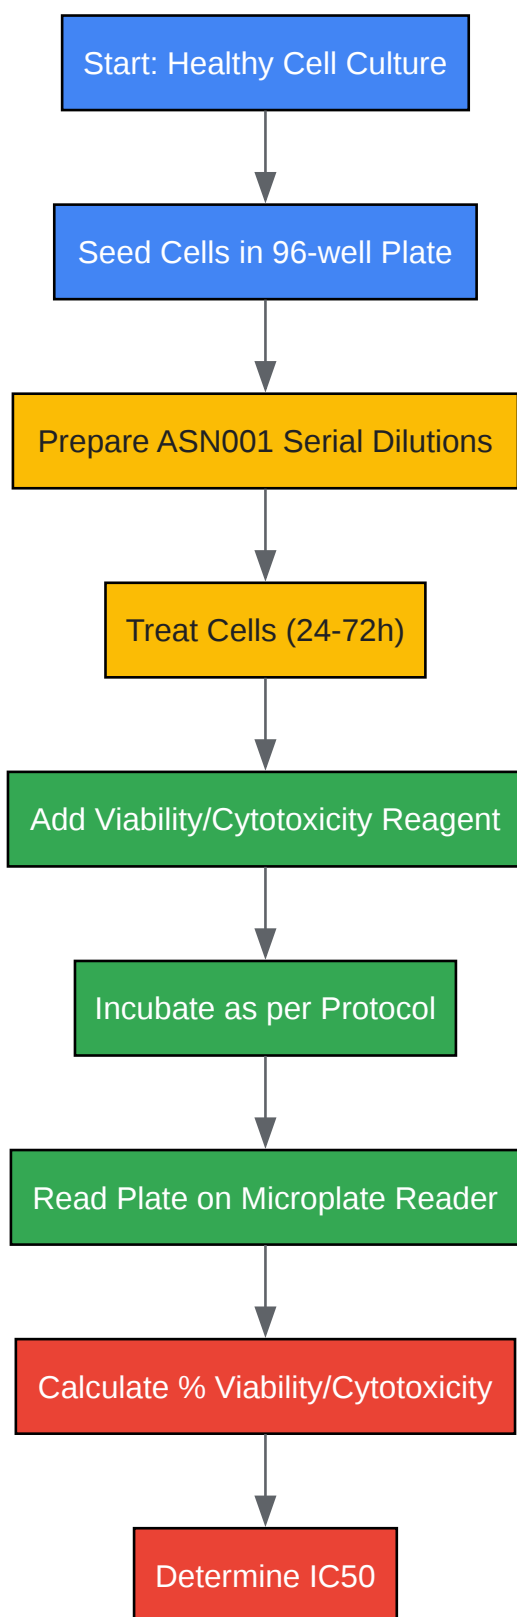 Start: Healthy Cell Culture
Seed Cells in 96-well Plate
Prepare ASN001 Serial Dilutions
Treat Cells (24-72h)
Add Viability/Cytotoxicity Reagent
Incubate as per Protocol
Read Plate on Microplate Reader
Calculate % Viability/Cytotoxicity
Determine IC50